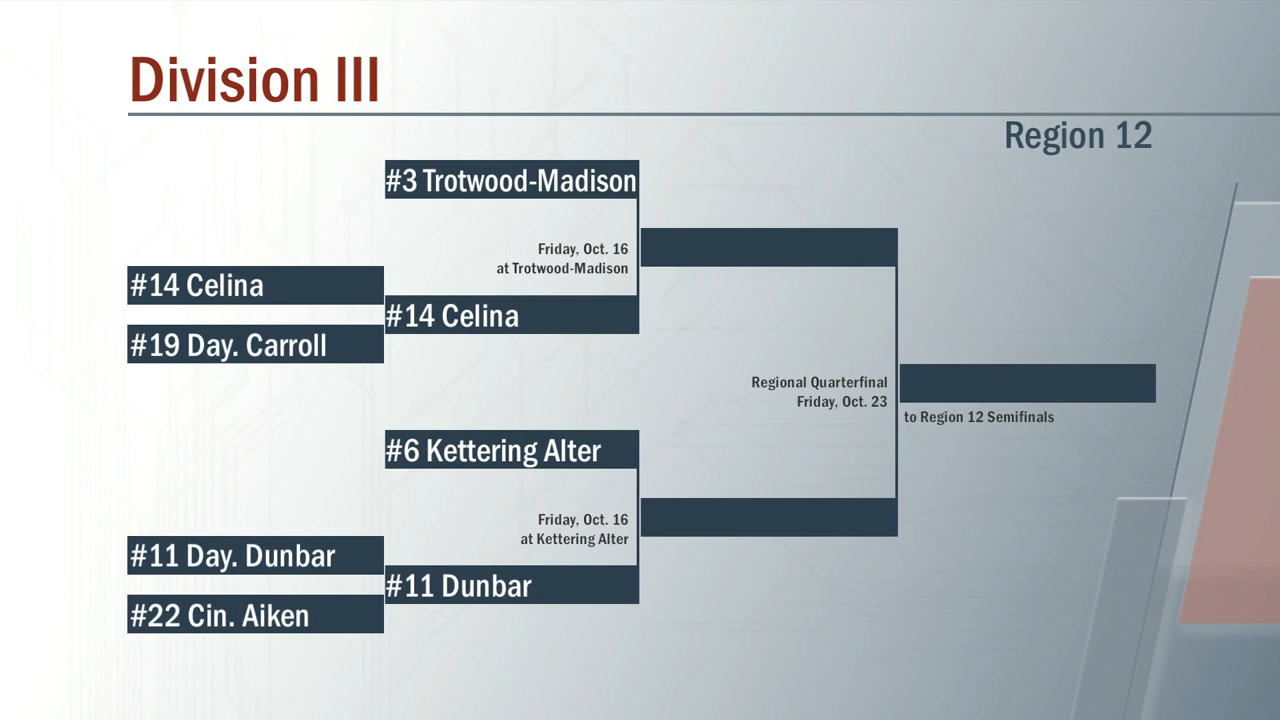 Division III
Region 12
#3 Trotwood-Madison
Friday, Oct. 16
at Trotwood-Madison
#14 Celina
#19 Day. Carroll
#14 Celina
Regional Quarterfinal
Friday, Oct. 23
to Region 12 Semifinals
#6 Kettering Alter
Friday, Oct. 16
at Kettering Alter
#11 Day. Dunbar
#22 Cin. Aiken
#11 Dunbar